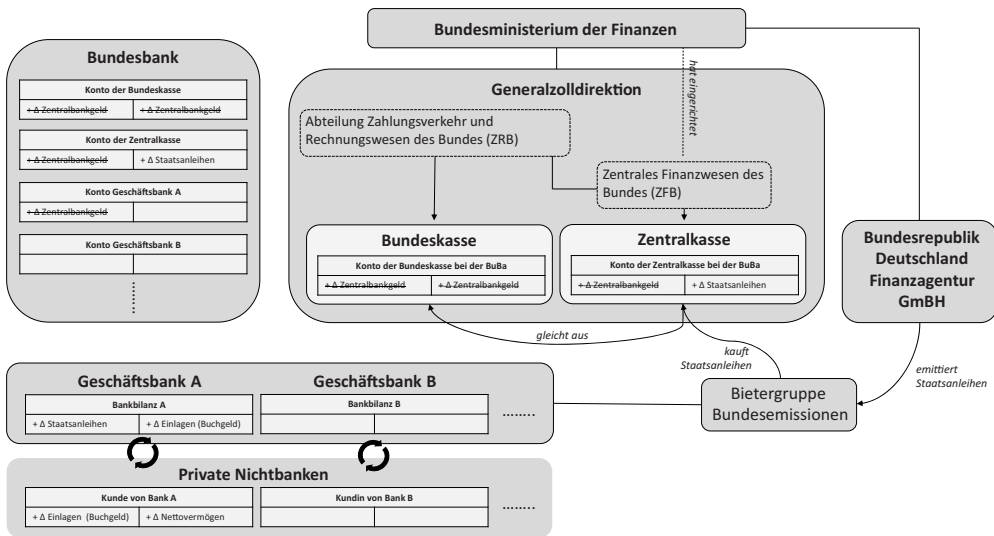 Bundesministerium der Finanzen
Bundesbank
Konto der Bundeskasse
+ Δ Zentralbankgeld
+ Δ Zentralbankgeld
Konto der Zentralkasse
+ Δ Zentralbankgeld
+ Δ Staatsanleihen
Konto Geschäftsbank A
+ Δ Zentralbankgeld
Konto Geschäftsbank B
hat eingerichtet
Generalzolldirektion
Abteilung Zahlungsverkehr und
Rechnungswesen des Bundes (ZRB)
Zentrales Finanzwesen des
Bundes (ZFB)
Bundeskasse
Konto der Bundeskasse bei der BuBa
+ Δ Zentralbankgeld
+ Δ Zentralbankgeld
Zentralkasse
Konto der Zentralkasse bei der BuBa
+ Δ Zentralbankgeld
+ Δ Staatsanleihen
Bundesrepublik
Deutschland
Finanzagentur
GmBH
gleicht aus
kauft
Staatsanleihen
emittiert
Staatsanleihen
Bietergruppe
Bundesemissionen
Geschäftsbank A
Bankbilanz A
+ Δ Staatsanleihen
+ Δ Einlagen (Buchgeld)
Geschäftsbank B
Bankbilanz B
........
Private Nichtbanken
Kunde von Bank A
+ Δ Einlagen (Buchgeld)
+ Δ Nettovermögen
Kundin von Bank B
........